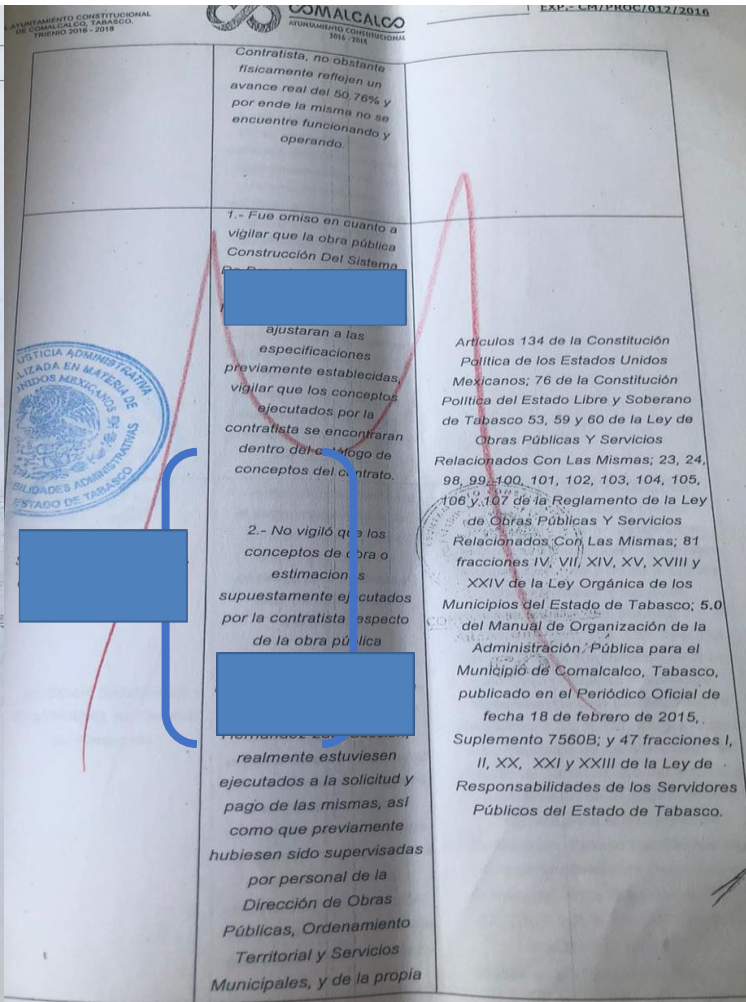 AYUNTAMIENTO CONSTITUCIONAL
DE COMALCALCO, TABASCO.
TRIENIO 2016 - 2018
COMALCALCO
AYUNTAMIENTO CONSTITUCIONAL
2016 - 2018
EXP.- CM/PROC/012/2016
Contratista, no obstante
físicamente reflejen un
avance real del 50.76% y
por ende la misma no se
encuentre funcionando y
operando.
1.- Fue omiso en cuanto a
vigilar que la obra pública
Construcción Del Sistema
ajustaran a las
especificaciones
previamente establecidas,
vigilar que los conceptos
ejecutados por la
contratista se encontraran
dentro del catálogo de
conceptos del contrato.
2.- No vigiló que los
conceptos de obra o
estimaciones
supuestamente ejecutados
por la contratista respecto
de la obra pública
realmente estuviesen
ejecutados a la solicitud y
pago de las mismas, así
como que previamente
hubiesen sido supervisadas
por personal de la
Dirección de Obras
Públicas, Ordenamiento
Territorial y Servicios
Municipales, y de la propia
Artículos 134 de la Constitución
Política de los Estados Unidos
Mexicanos; 76 de la Constitución
Política del Estado Libre y Soberano
de Tabasco 53, 59 y 60 de la Ley de
Obras Públicas Y Servicios
Relacionados Con Las Mismas; 23, 24,
98, 99, 100, 101, 102, 103, 104, 105,
106 y 107 de la Reglamento de la Ley
de Obras Públicas Y Servicios
Relacionados Con Las Mismas; 81
fracciones IV, VII, XIV, XV, XVIII y
XXIV de la Ley Orgánica de los
Municipios del Estado de Tabasco; 5.0
del Manual de Organización de la
Administración Pública para el
Municipio de Comalcalco, Tabasco,
publicado en el Periódico Oficial de
fecha 18 de febrero de 2015,
Suplemento 7560B; y 47 fracciones I,
II, XX, XXI y XXIII de la Ley de
Responsabilidades de los Servidores
Públicos del Estado de Tabasco.
USTICIA ADMINISTRATIVA
LIZADA EN MATERIA DE
NIDOS MEXICANOS
BILIDADES ADMINISTRATIVAS
ESTADO DE TABASCO